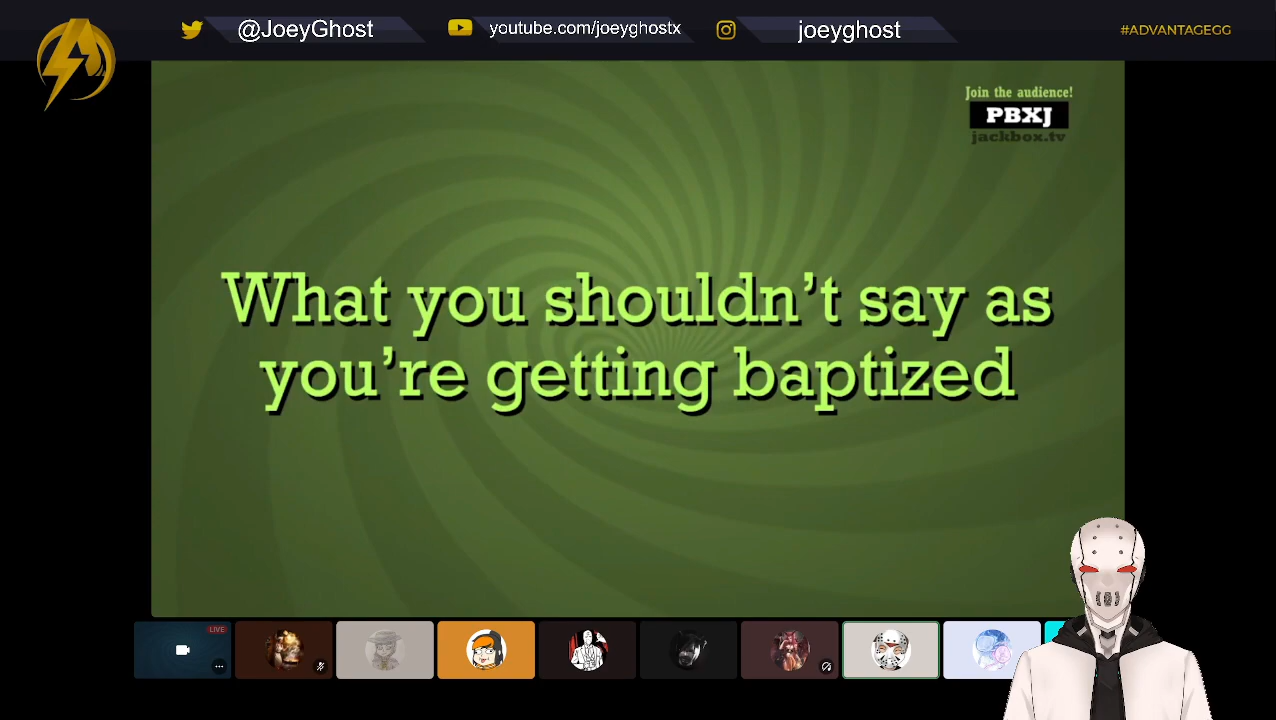 @JoeyGhost
youtube.com/joeyghostx
joeyghost
#ADVANTAGEGG
Join the audience!
PBXJ
jackbox.tv
What you shouldn't say as
you're getting baptized
LIVE